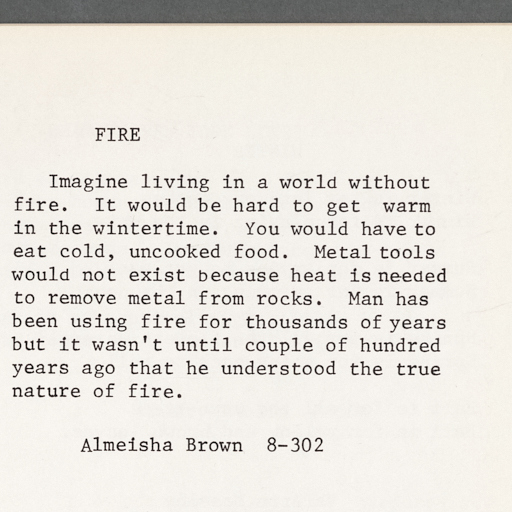 FIRE
Imagine living in a world without
fire. It would be hard to get warm
in the wintertime. You would have to
eat cold, uncooked food. Metal tools
would not exist because heat is needed
to remove metal from rocks. Man has
been using fire for thousands of years
but it wasn't until couple of hundred
years ago that he understood the true
nature of fire.
Almeisha Brown 8-302